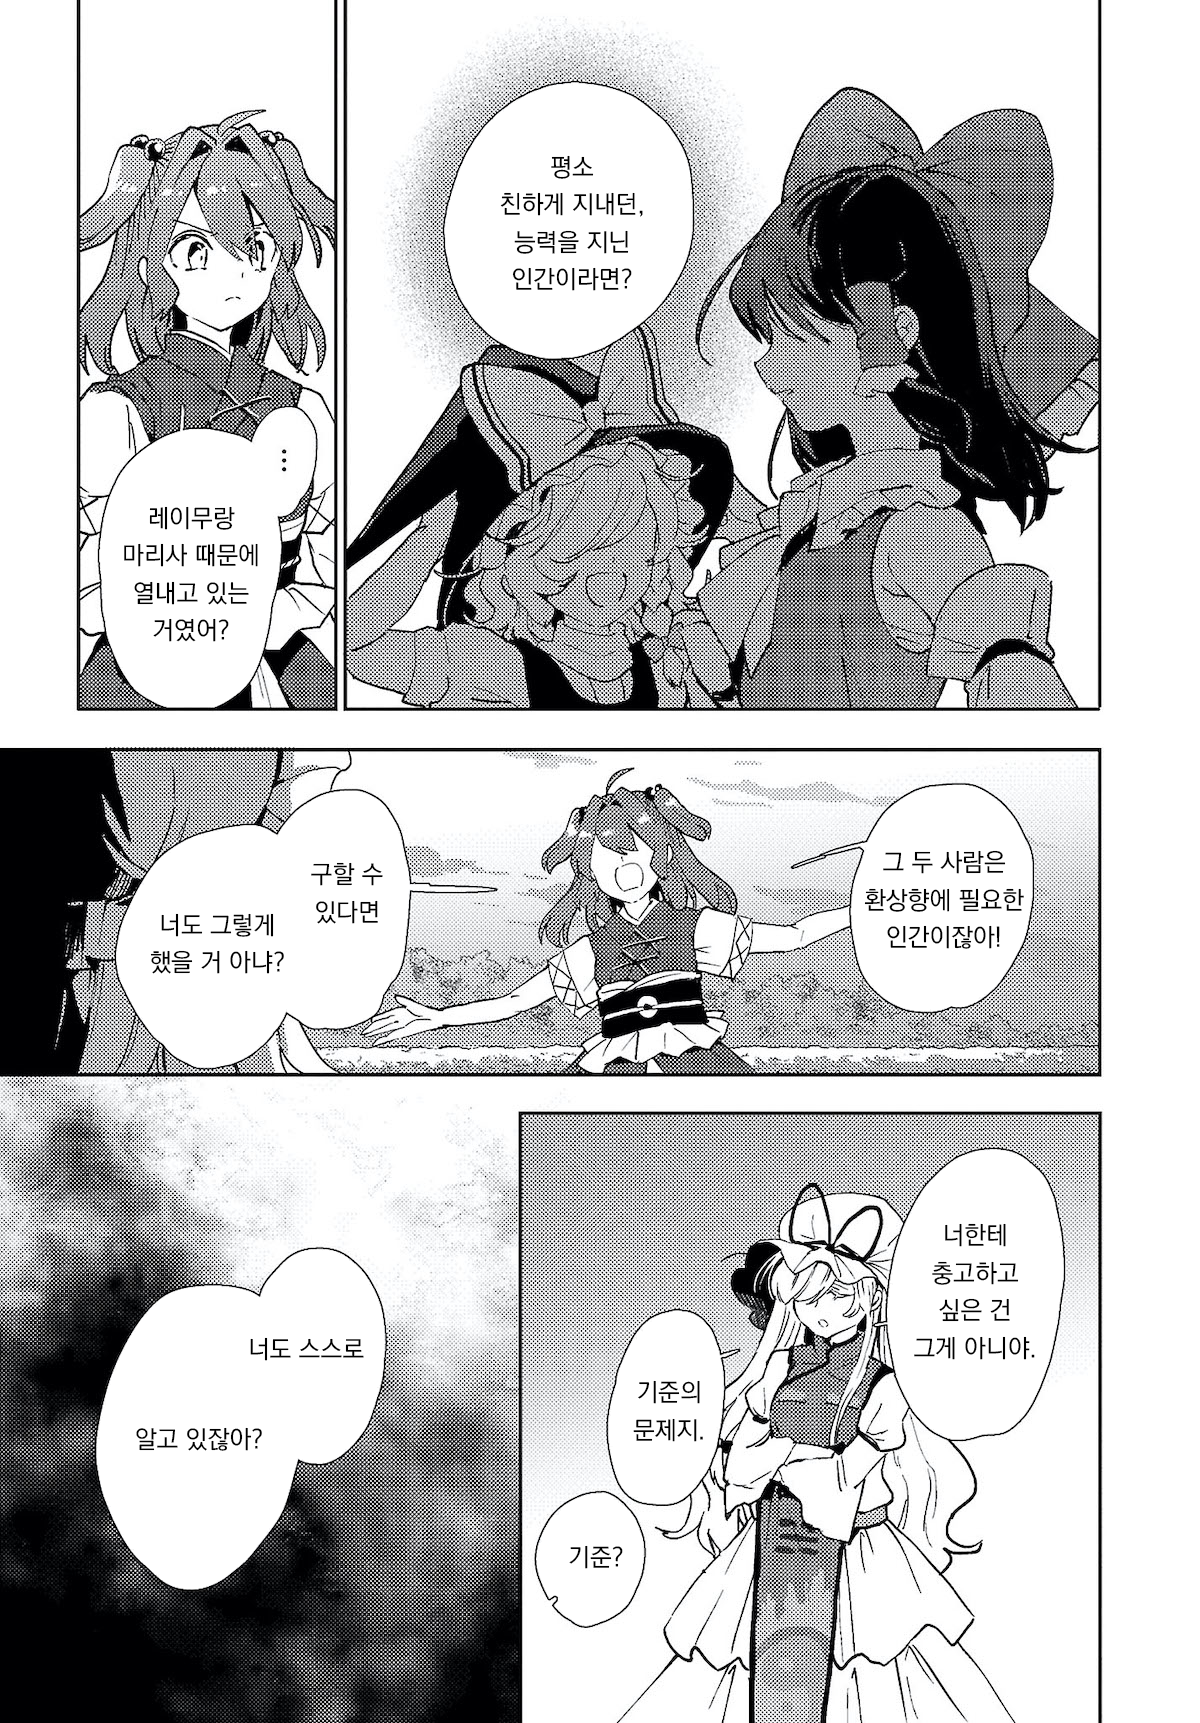 평소
친하게 지내던,
능력을 지닌
인간이라면?
…
레이무랑
마리사 때문에
열내고 있는
거였어?
그 두 사람은
환상향에 필요한
인간이잖아!
구할 수
있다면
너도 그렇게
했을 거 아냐?
너한테
충고하고
싶은 건
그게 아니야.
기준의
문제지.
기준?
너도 스스로
알고 있잖아?